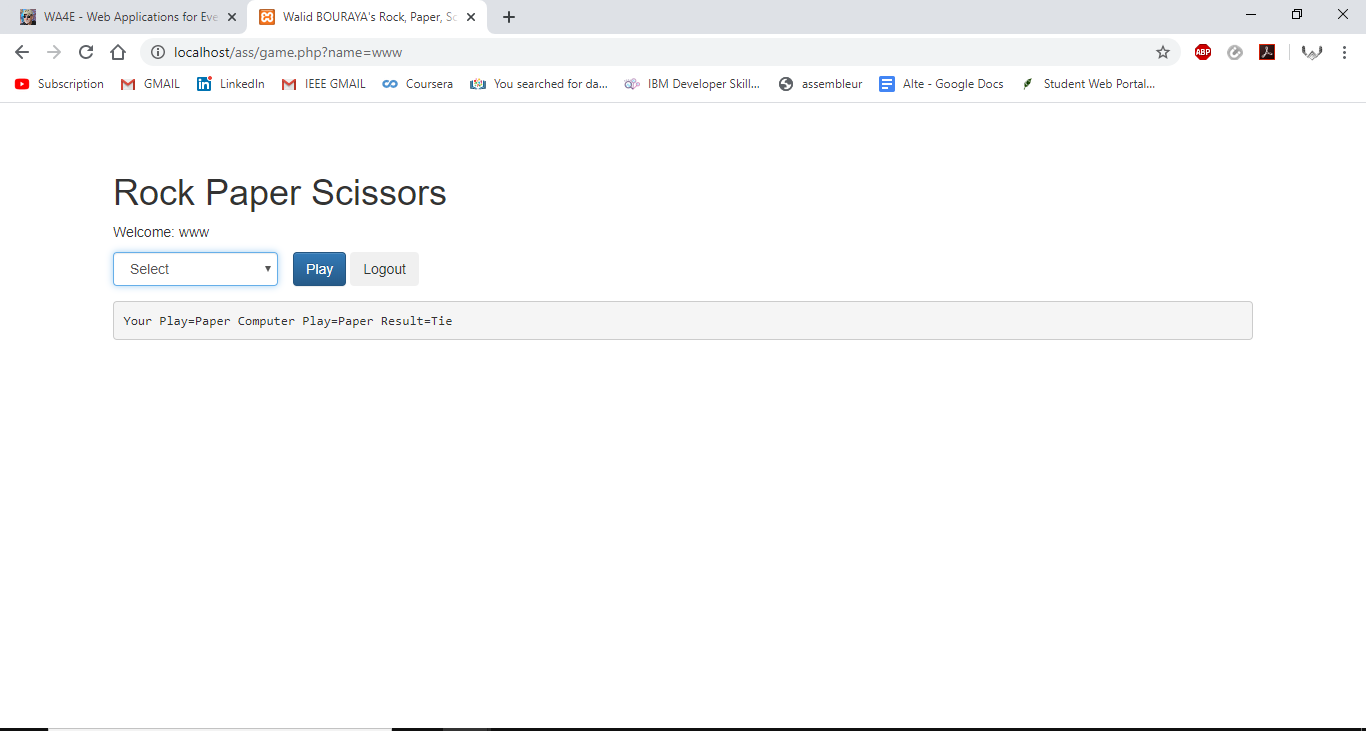 WA4E - Web Applications for Eve
Walid BOURAYA's Rock, Paper, Sc
localhost/ass/game.php?name=www
ABP
Subscription GMAIL LinkedIn IEEE GMAIL Coursera You searched for da... IBM Developer Skill... assembleur Alte - Google Docs Student Web Portal...
Rock Paper Scissors
Welcome: www
Select Play Logout
Your Play=Paper Computer Play=Paper Result=Tie